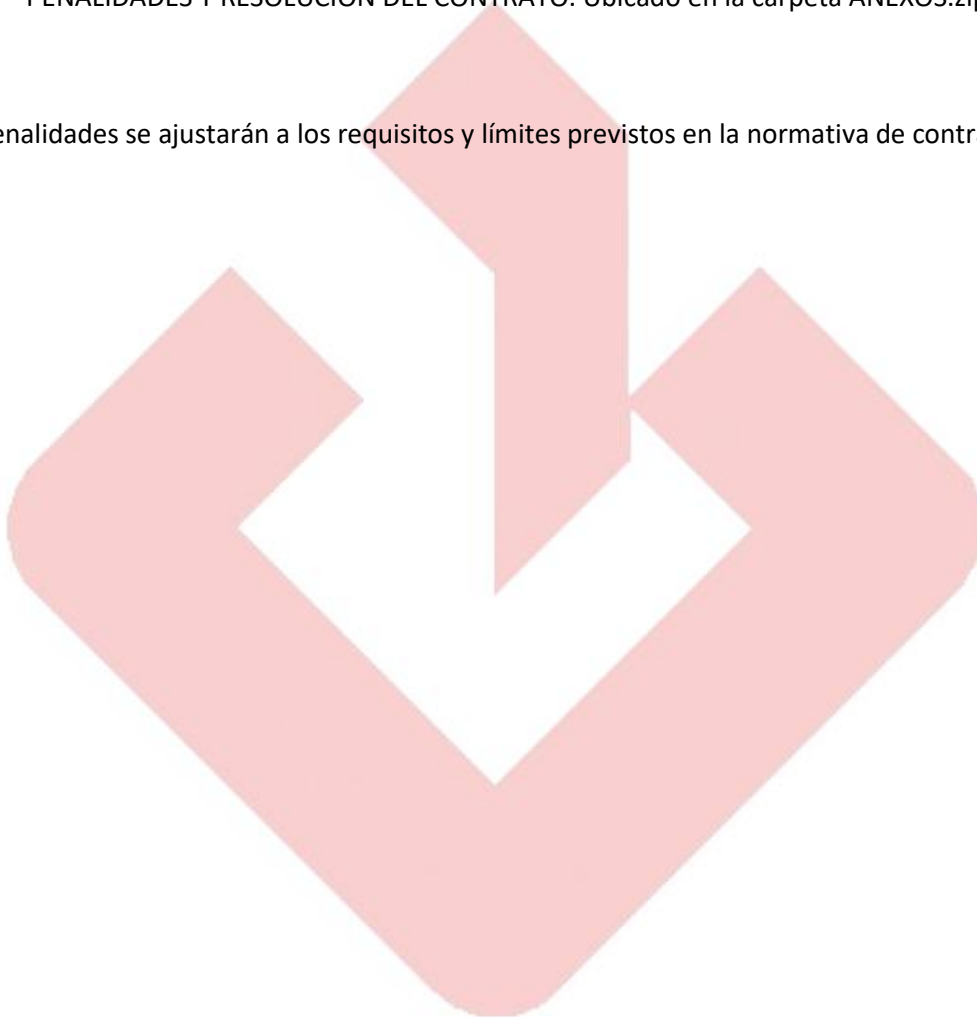 PENALIDADES Y RESOLUCIÓN DEL CONTRATO. Ubicado en la carpeta ANEXOS.zip
enalidades se ajustarán a los requisitos y límites previstos en la normativa de contra